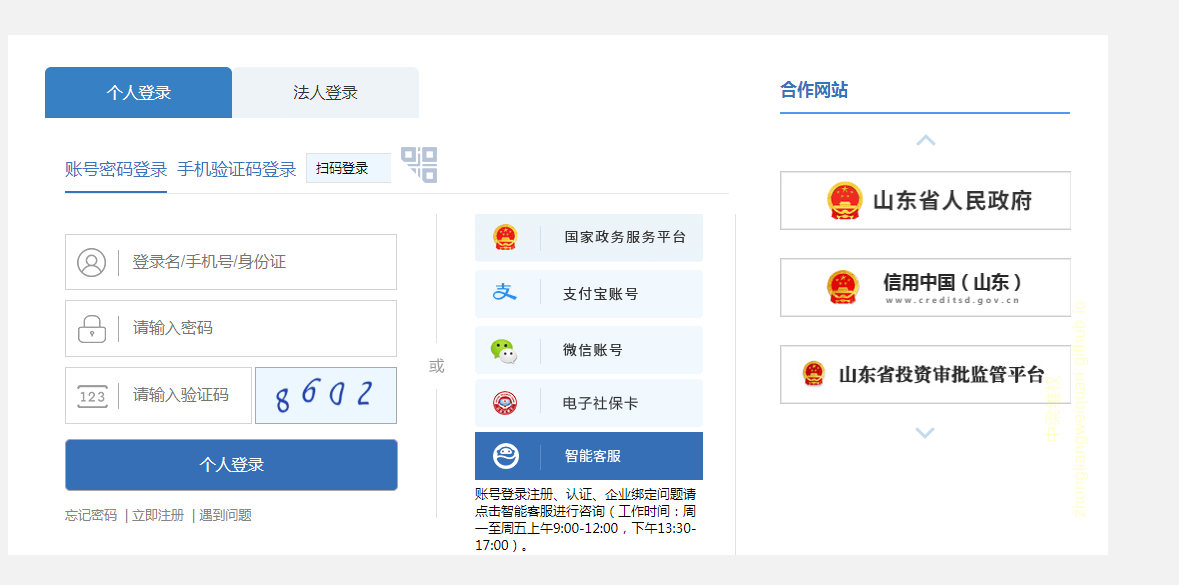 个人登录
法人登录
合作网站
账号密码登录
手机验证码登录
扫码登录
登录名/手机号/身份证
请输入密码
123
请输入验证码
8602
个人登录
忘记密码 | 立即注册 | 遇到问题
或
国家政务服务平台
支
支付宝账号
微信账号
电子社保卡
智能客服
账号登录注册、认证、企业绑定问题请
点击智能客服进行咨询（工作时间：周
一至周五上午9:00-12:00，下午13:30-
17:00）。
山东省人民政府
信用中国（山东）
www.creditsd.gov.cn
山东省投资审批监管平台